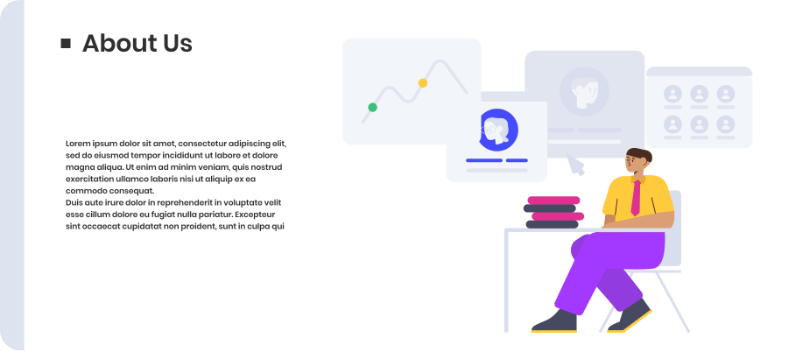 About Us
Lorem ipsum dolor sit amet, consectetur adipiscing elit,
sed do eiusmod tempor incididunt ut labore et dolore
magna aliqua. Ut enim ad minim veniam, quis nostrud
exercitation ullamco laboris nisi ut aliquip ex ea
commodo consequat.
Duis aute irure dolor in reprehenderit in voluptate velit
esse cillum dolore eu fugiat nulla pariatur. Excepteur
sint occaecat cupidatat non proident, sunt in culpa qui